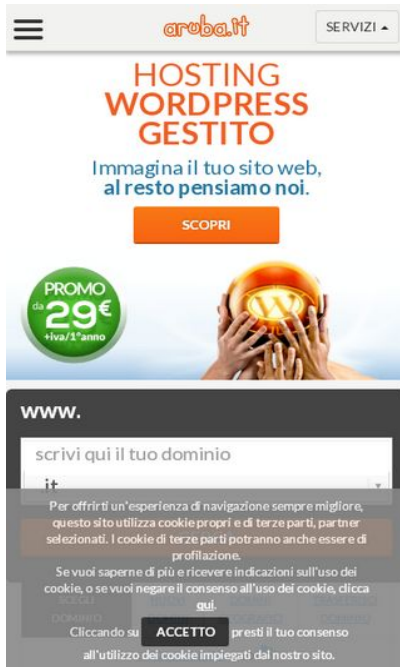 aruba.it
SERVIZI
HOSTING
WORDPRESS
GESTITO
Immagina il tuo sito web,
al resto pensiamo noi.
SCOPRI
PROMO
da 29€
+iva/1°anno
www.
scrivi qui il tuo dominio
.it
Per offrirti un'esperienza di navigazione sempre migliore,
questo sito utilizza cookie propri e di terze parti, partner
selezionati. I cookie di terze parti potranno anche essere di
profilazione.
Se vuoi saperne di più e ricevere indicazioni sull'uso dei
cookie, o se vuoi negare il consenso all'uso dei cookie, clicca
qui.
SCEGLI
DOMINIO
Cliccando su ACCETTO presti il tuo consenso
all'utilizzo dei cookie impiegati dal nostro sito.